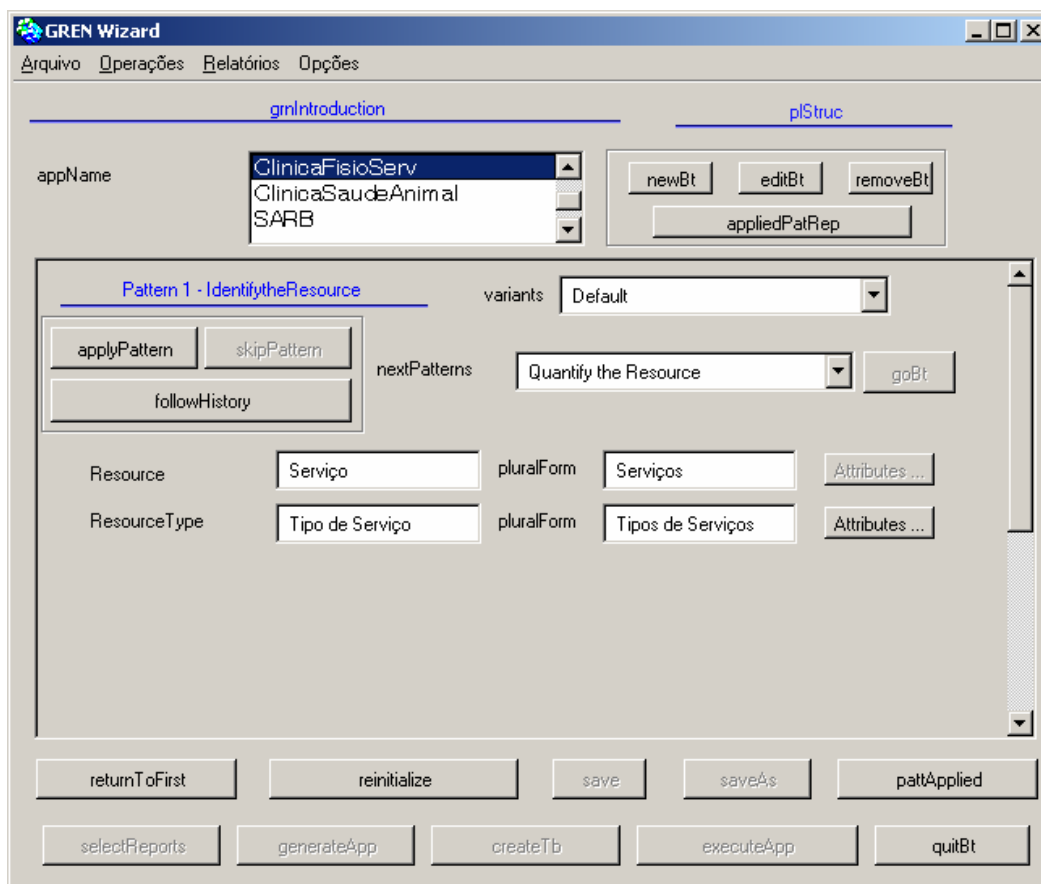 GREN Wizard
Arquivo Operações Relatórios Opções
grnIntroduction plStruc
appName
ClinicaFisioServ
ClinicaSaudeAnimal
SARB
newBt editBt removeBt
appliedPatRep
Pattern 1 - IdentifytheResource variants Default
applyPattern skipPattern
nextPatterns Quantify the Resource goBt
followHistory
Resource Serviço pluralForm Serviços Attributes ...
ResourceType Tipo de Serviço pluralForm Tipos de Serviços Attributes ...
returnToFirst reinitialize save saveAs pattApplied
selectReports generateApp createTb executeApp quitBt